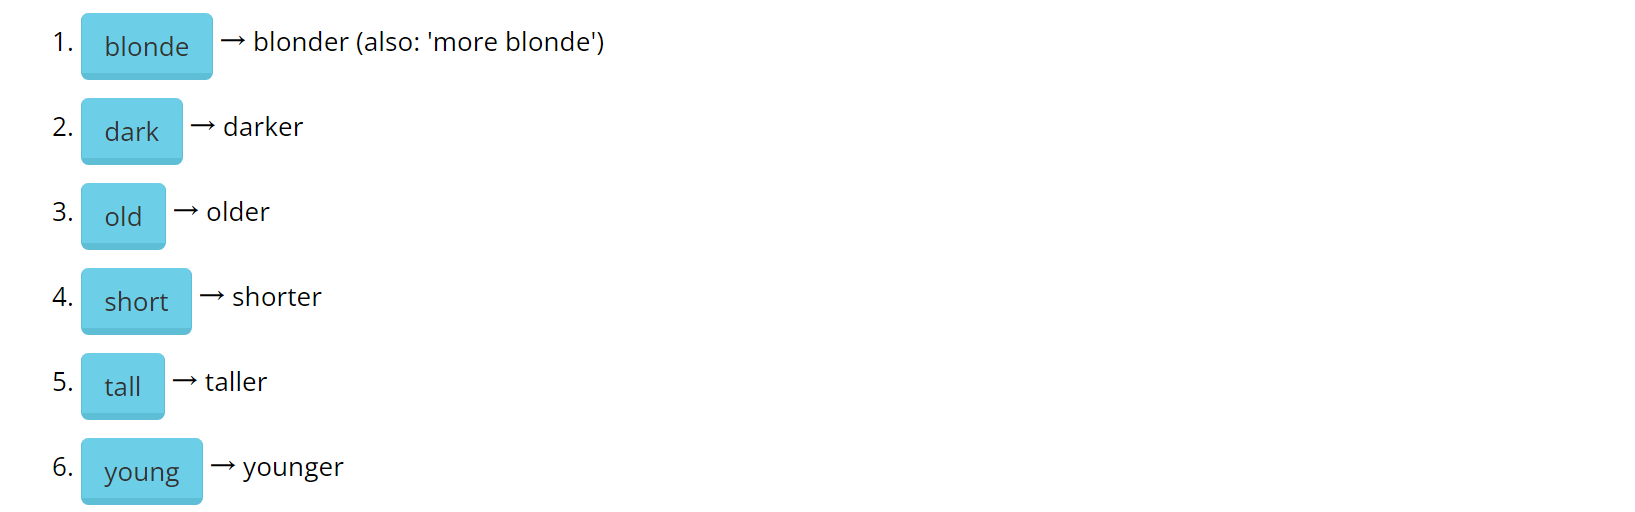 1. blonde → blonder (also: 'more blonde')
2. dark → darker
3. old → older
4. short → shorter
5. tall → taller
6. young → younger